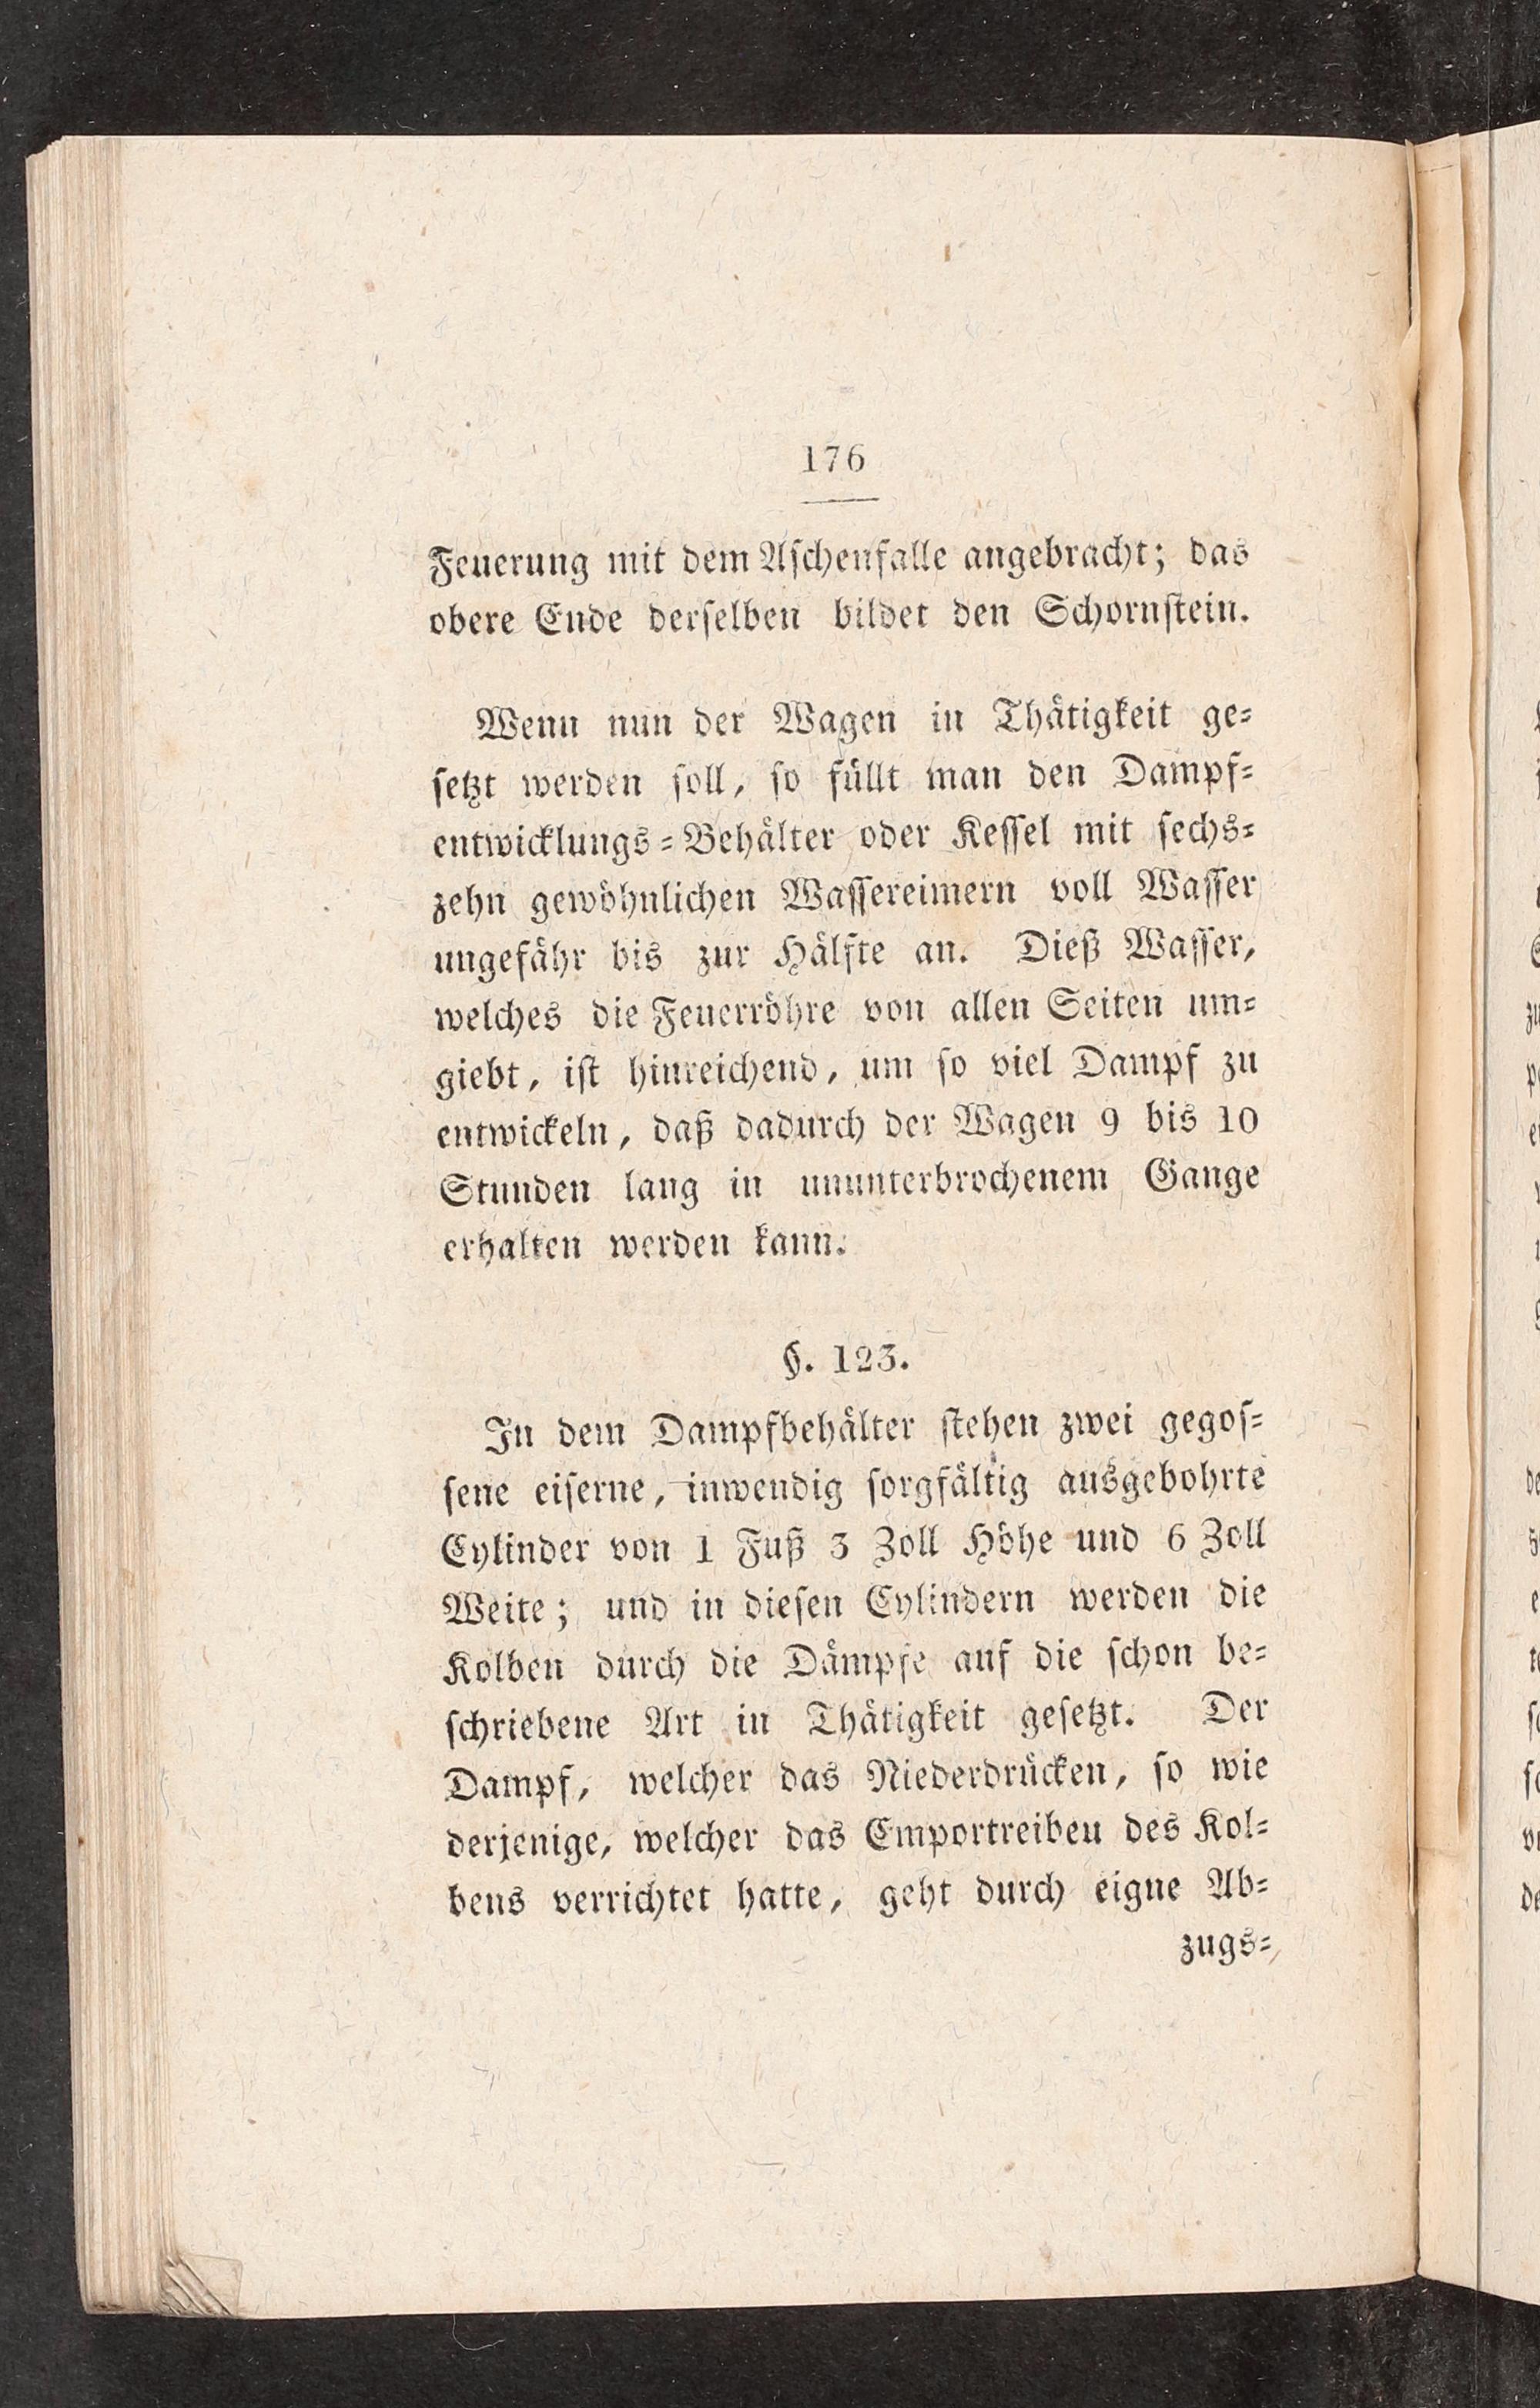 176
Feuerung mit dem Aschenfalle angebracht; das
obere Ende derselben bildet den Schornstein.
Wenn nun der Wagen in Thätigkeit ge-
setzt werden soll, so füllt man den Dampf-
entwicklungs-Behälter oder Kessel mit sechs-
zehn gewöhnlichen Wassereimern voll Wasser
ungefähr bis zur Hälfte an. Dieß Wasser,
welches die Feuerröhre von allen Seiten um-
giebt, ist hinreichend, um so viel Dampf zu
entwickeln, daß dadurch der Wagen 9 bis 10
Stunden lang in ununterbrochenem Gange
erhalten werden kann.
§. 123.
In dem Dampfbehälter stehen zwei gegos-
sene eiserne, inwendig sorgfältig ausgebohrte
Cylinder von 1 Fuß 3 Zoll Höhe und 6 Zoll
Weite; und in diesen Cylindern werden die
Kolben durch die Dämpfe auf die schon be-
schriebene Art in Thätigkeit gesetzt. Der
Dampf, welcher das Niederdrücken, so wie
derjenige, welcher das Emportreiben des Kol-
bens verrichtet hatte, geht durch eigne Ab-
zugs-